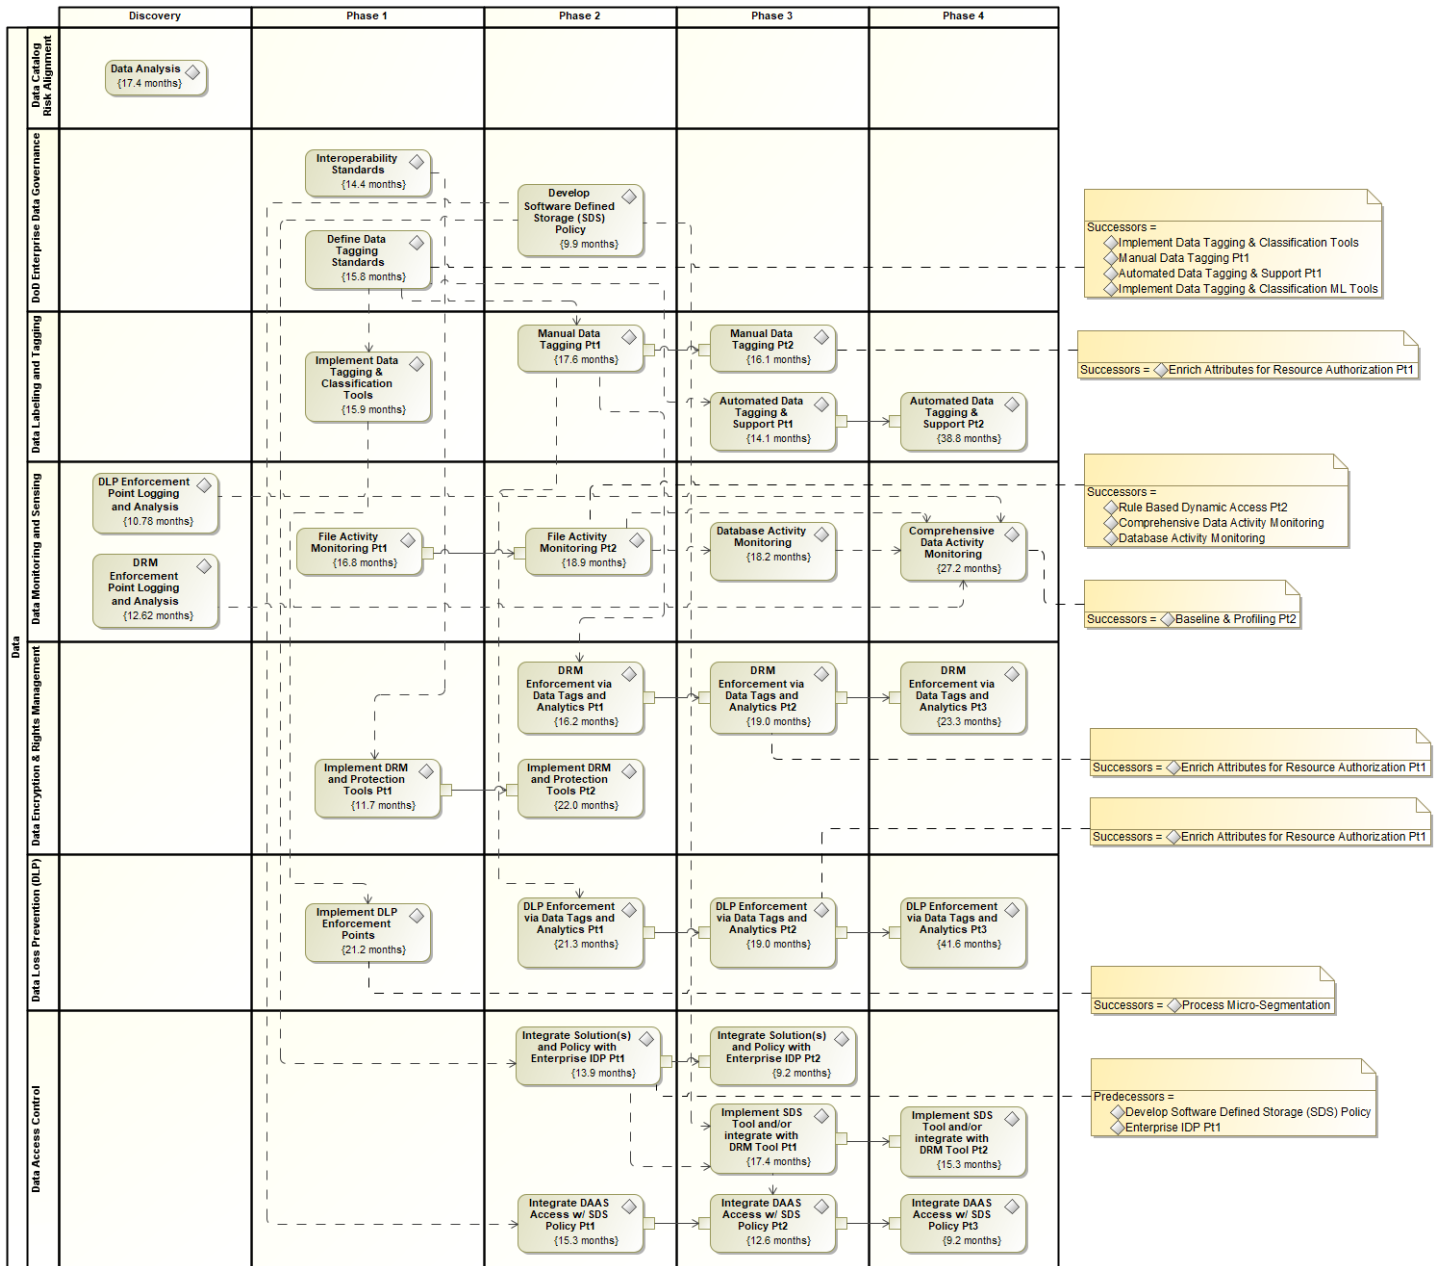 Discovery
Phase 1
Phase 2
Phase 3
Phase 4
Data
Data Catalog
Risk Alignment
Data Analysis
{17.4 months}
DoD Enterprise Data Governance
Interoperability
Standards
{14.4 months}
Develop
Software Defined
Storage (SDS)
Policy
{9.9 months}
Define Data
Tagging
Standards
{15.8 months}
Successors =
Implement Data Tagging & Classification Tools
Manual Data Tagging Pt1
Automated Data Tagging & Support Pt1
Implement Data Tagging & Classification ML Tools
Data Labeling and Tagging
Implement Data
Tagging &
Classification
Tools
{15.9 months}
Manual Data
Tagging Pt1
{17.6 months}
Manual Data
Tagging Pt2
{16.1 months}
Successors = Enrich Attributes for Resource Authorization Pt1
Automated Data
Tagging &
Support Pt1
{14.1 months}
Automated Data
Tagging &
Support Pt2
{38.8 months}
Data Monitoring and Sensing
DLP Enforcement
Point Logging
and Analysis
{10.78 months}
DRM
Enforcement
Point Logging
and Analysis
{12.62 months}
File Activity
Monitoring Pt1
{16.8 months}
File Activity
Monitoring Pt2
{18.9 months}
Database Activity
Monitoring
{18.2 months}
Comprehensive
Data Activity
Monitoring
{27.2 months}
Successors =
Rule Based Dynamic Access Pt2
Comprehensive Data Activity Monitoring
Database Activity Monitoring
Successors = Baseline & Profiling Pt2
Data Encryption & Rights Management
DRM
Enforcement via
Data Tags and
Analytics Pt1
{16.2 months}
DRM
Enforcement via
Data Tags and
Analytics Pt2
{19.0 months}
DRM
Enforcement via
Data Tags and
Analytics Pt3
{23.3 months}
Implement DRM
and Protection
Tools Pt1
{11.7 months}
Implement DRM
and Protection
Tools Pt2
{22.0 months}
Successors = Enrich Attributes for Resource Authorization Pt1
Successors = Enrich Attributes for Resource Authorization Pt1
Data Loss Prevention (DLP)
Implement DLP
Enforcement
Points
{21.2 months}
DLP Enforcement
via Data Tags and
Analytics Pt1
{21.3 months}
DLP Enforcement
via Data Tags and
Analytics Pt2
{19.0 months}
DLP Enforcement
via Data Tags and
Analytics Pt3
{41.6 months}
Successors = Process Micro-Segmentation
Data Access Control
Integrate Solution(s)
and Policy with
Enterprise IDP Pt1
{13.9 months}
Integrate Solution(s)
and Policy with
Enterprise IDP Pt2
{9.2 months}
Predecessors =
Develop Software Defined Storage (SDS) Policy
Enterprise IDP Pt1
Implement SDS
Tool and/or
integrate with
DRM Tool Pt1
{17.4 months}
Implement SDS
Tool and/or
integrate with
DRM Tool Pt2
{15.3 months}
Integrate DAAS
Access w/ SDS
Policy Pt1
{15.3 months}
Integrate DAAS
Access w/ SDS
Policy Pt2
{12.6 months}
Integrate DAAS
Access w/ SDS
Policy Pt3
{9.2 months}